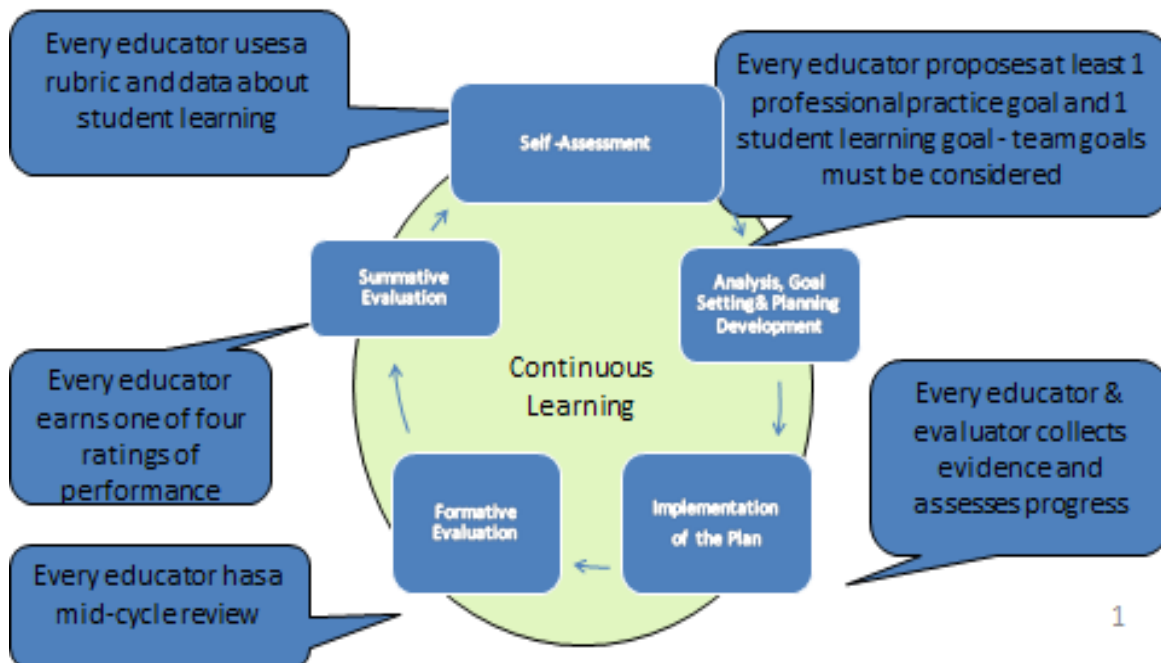 Every educator usesa
rubric and data about
student learning
Every educator proposes at least 1
professional practice goal and 1
student learning goal - team goals
must be considered
Self -Assessment
Summative
Evaluation
Analysis, Goal
Setting& Planning
Development
Continuous
Learning
Every educator
earns one of four
ratings of
performance
Every educator &
evaluator collects
evidence and
assesses progress
Formative
Evaluation
Implementation
of the Plan
Every educator hasa
mid-cycle review
1